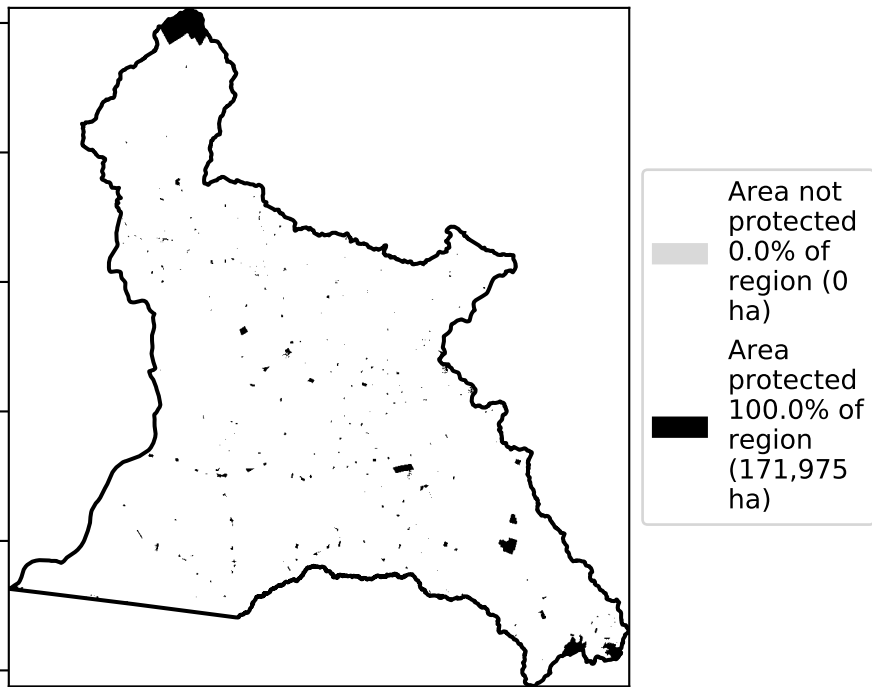 Area not
protected
0.0% of
region (0
ha)
Area
protected
100.0% of
region
(171,975
ha)